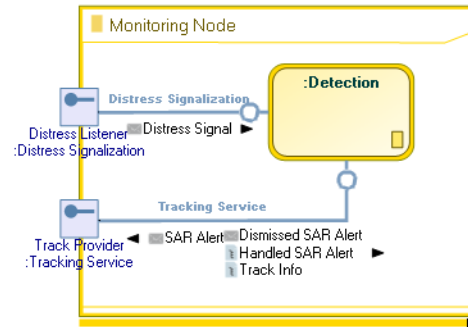 Monitoring Node
:Detection
Distress Signalization
Distress Signal
Distress Listener
:Distress Signalization
Tracking Service
SAR Alert
Dismissed SAR Alert
Handled SAR Alert
Track Info
Track Provider
:Tracking Service